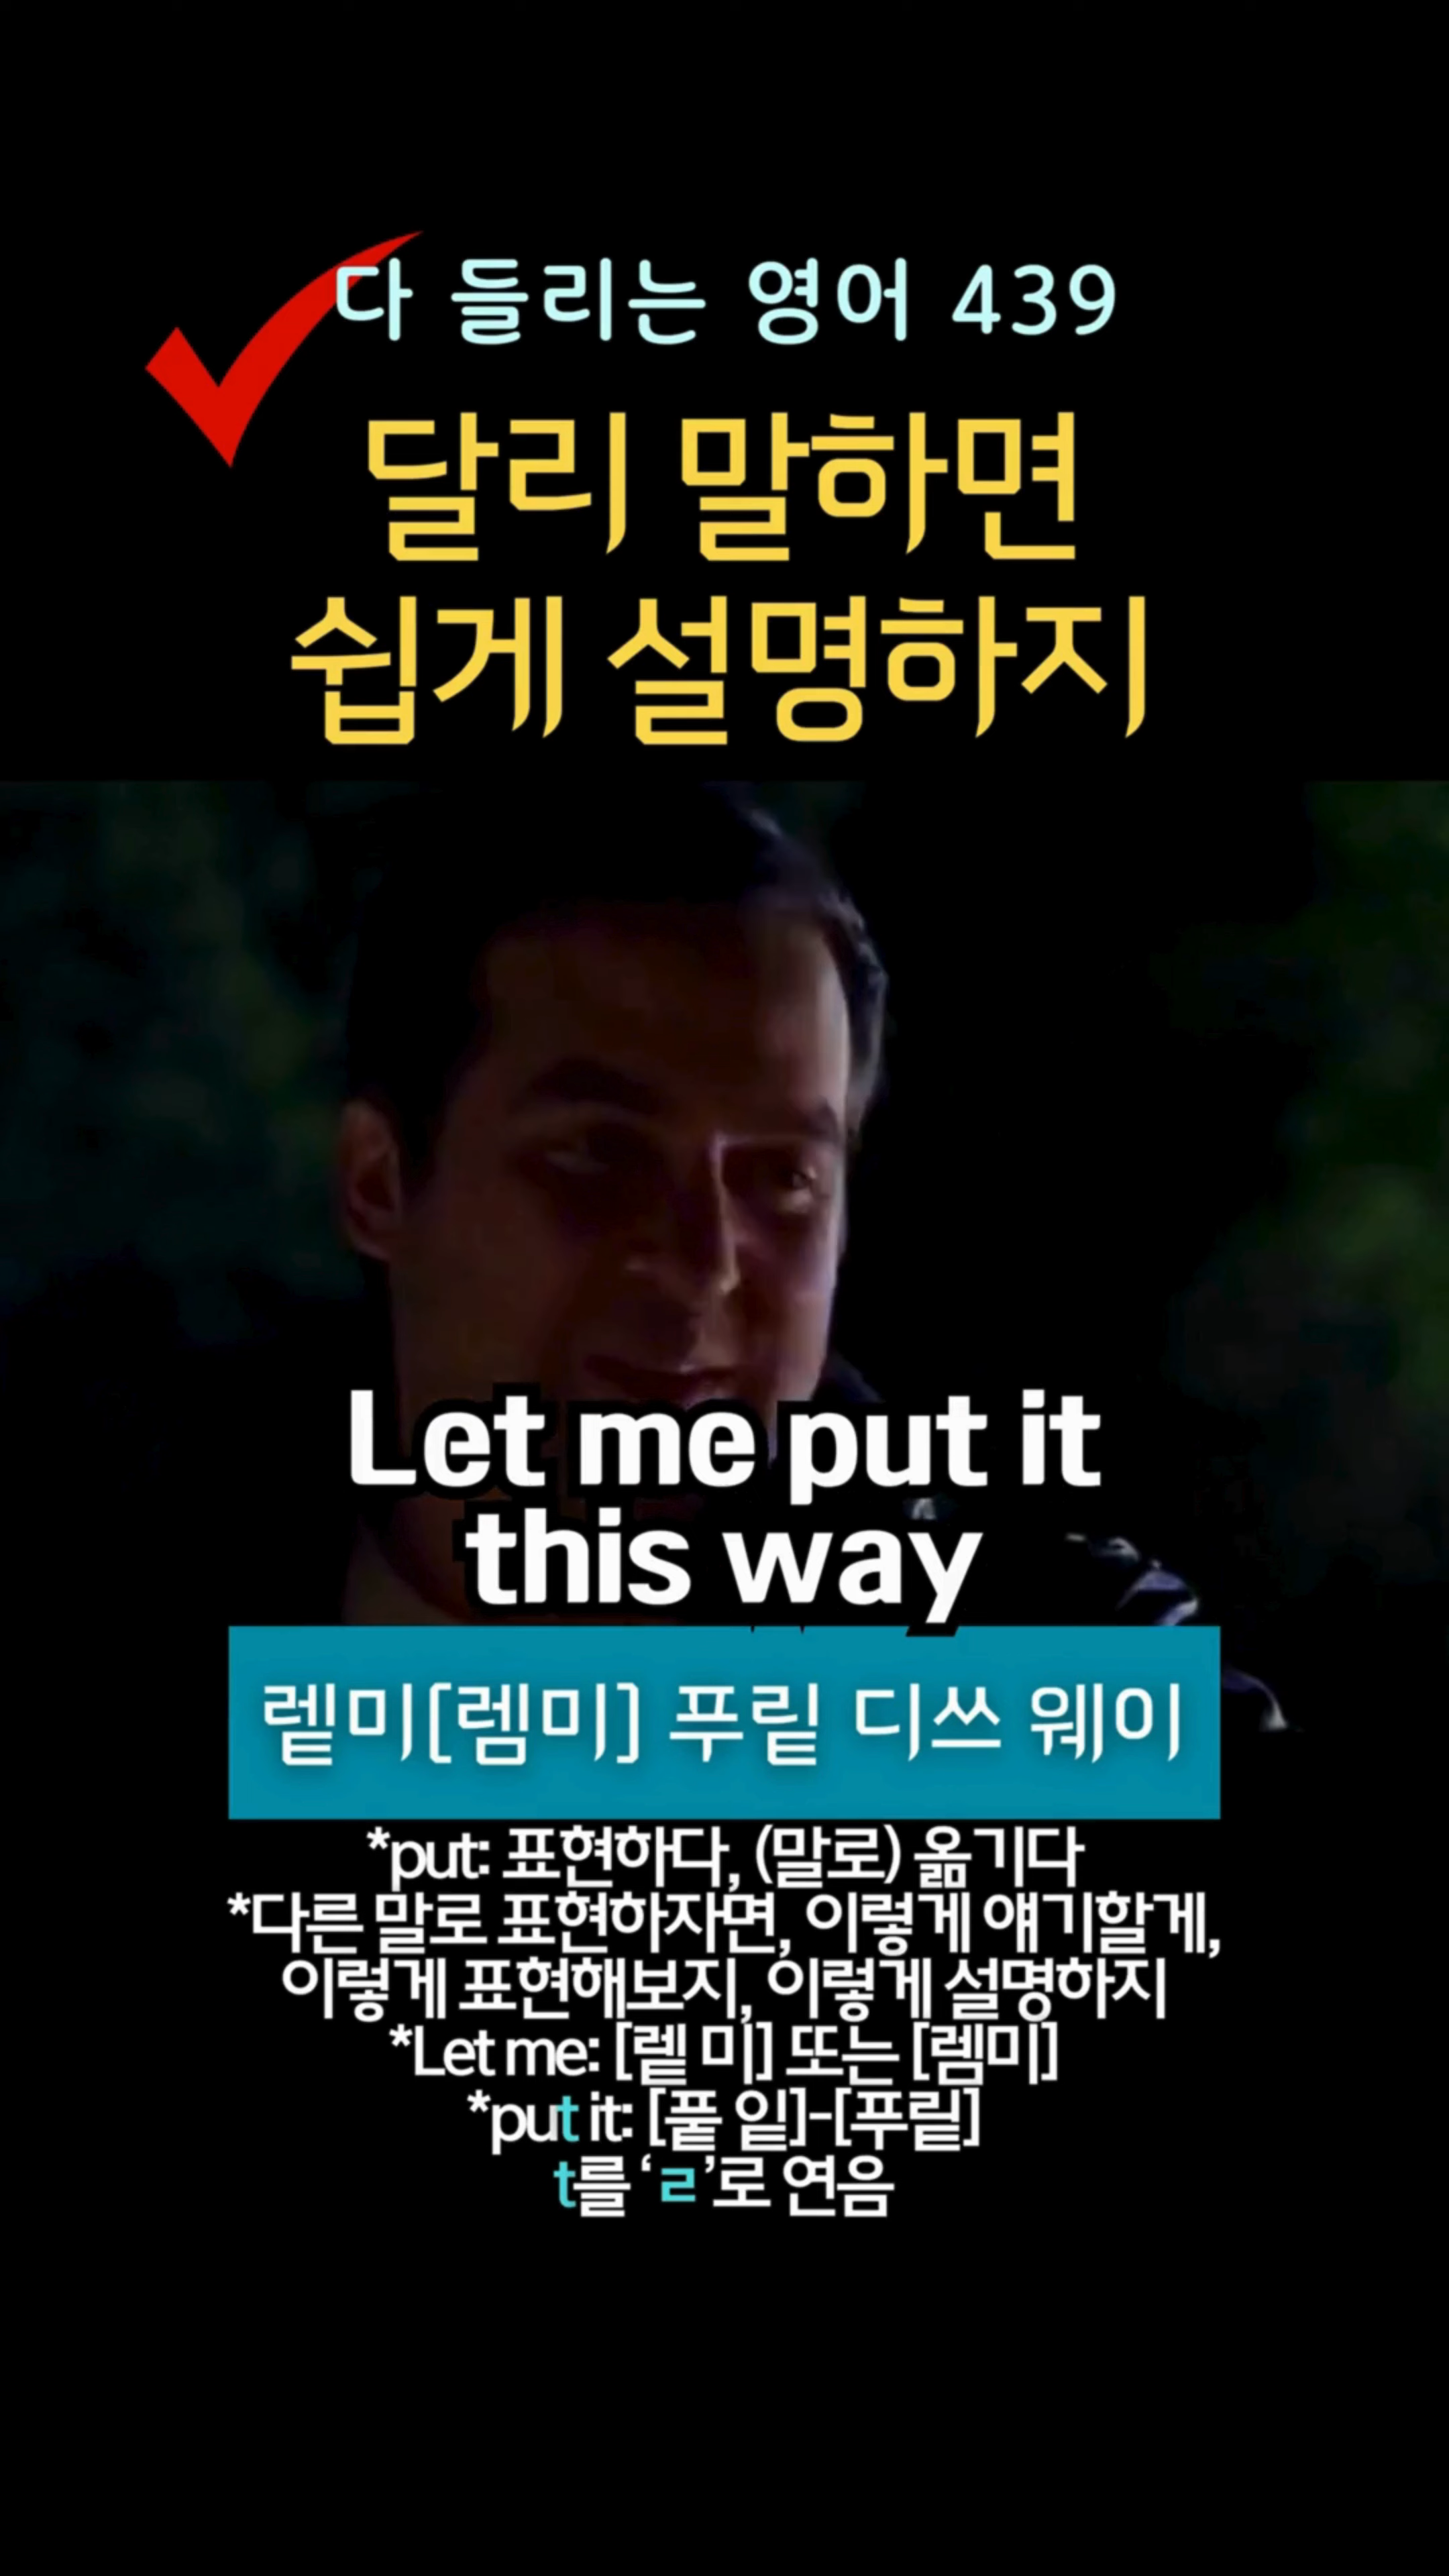 다 들리는 영어 439
달리 말하면
쉽게 설명하지
Let me put it
this way
렡미[렘미] 푸맅 디쓰 웨이
*put: 표현하다, (말로) 옮기다
*다른 말로 표현하자면, 이렇게 얘기할게,
이렇게 표현해보지, 이렇게 설명하지
*Let me: [렡 미] 또는 [렘미]
*put it: [풑 잍]-[푸맅]
t를 ‘ㄹ’로 연음